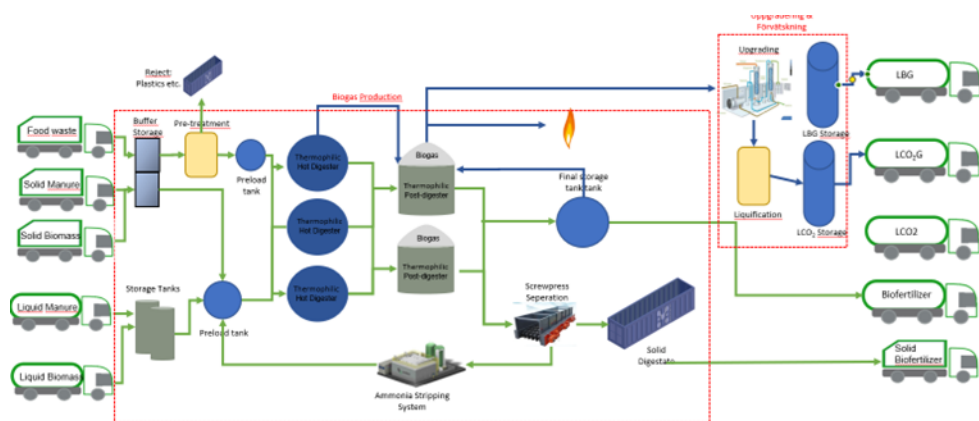 Uppgradering &
Förvätskning
Upgrading
LBG
Reject:
Plastics etc.
Biogas Production
Buffer
Storage
Pre-treatment
Food waste
LBG Storage
Biogas
Thermophilic
Hot Digester
Preload
tank
LCO₂G
Solid Manure
Thermophilic
Post-digester
Final storage
tank tank
Liquification
LCO₂ Storage
Solid Biomass
Thermophilic
Hot Digester
LCO2
Biogas
Thermophilic
Post-digester
Storage Tanks
Thermophilic
Hot Digester
Screwpress
Seperation
Biofertilizer
Liquid Manure
Preload tank
Solid
Digestate
Solid
Biofertilizer
Liquid Biomass
Ammonia Stripping
System